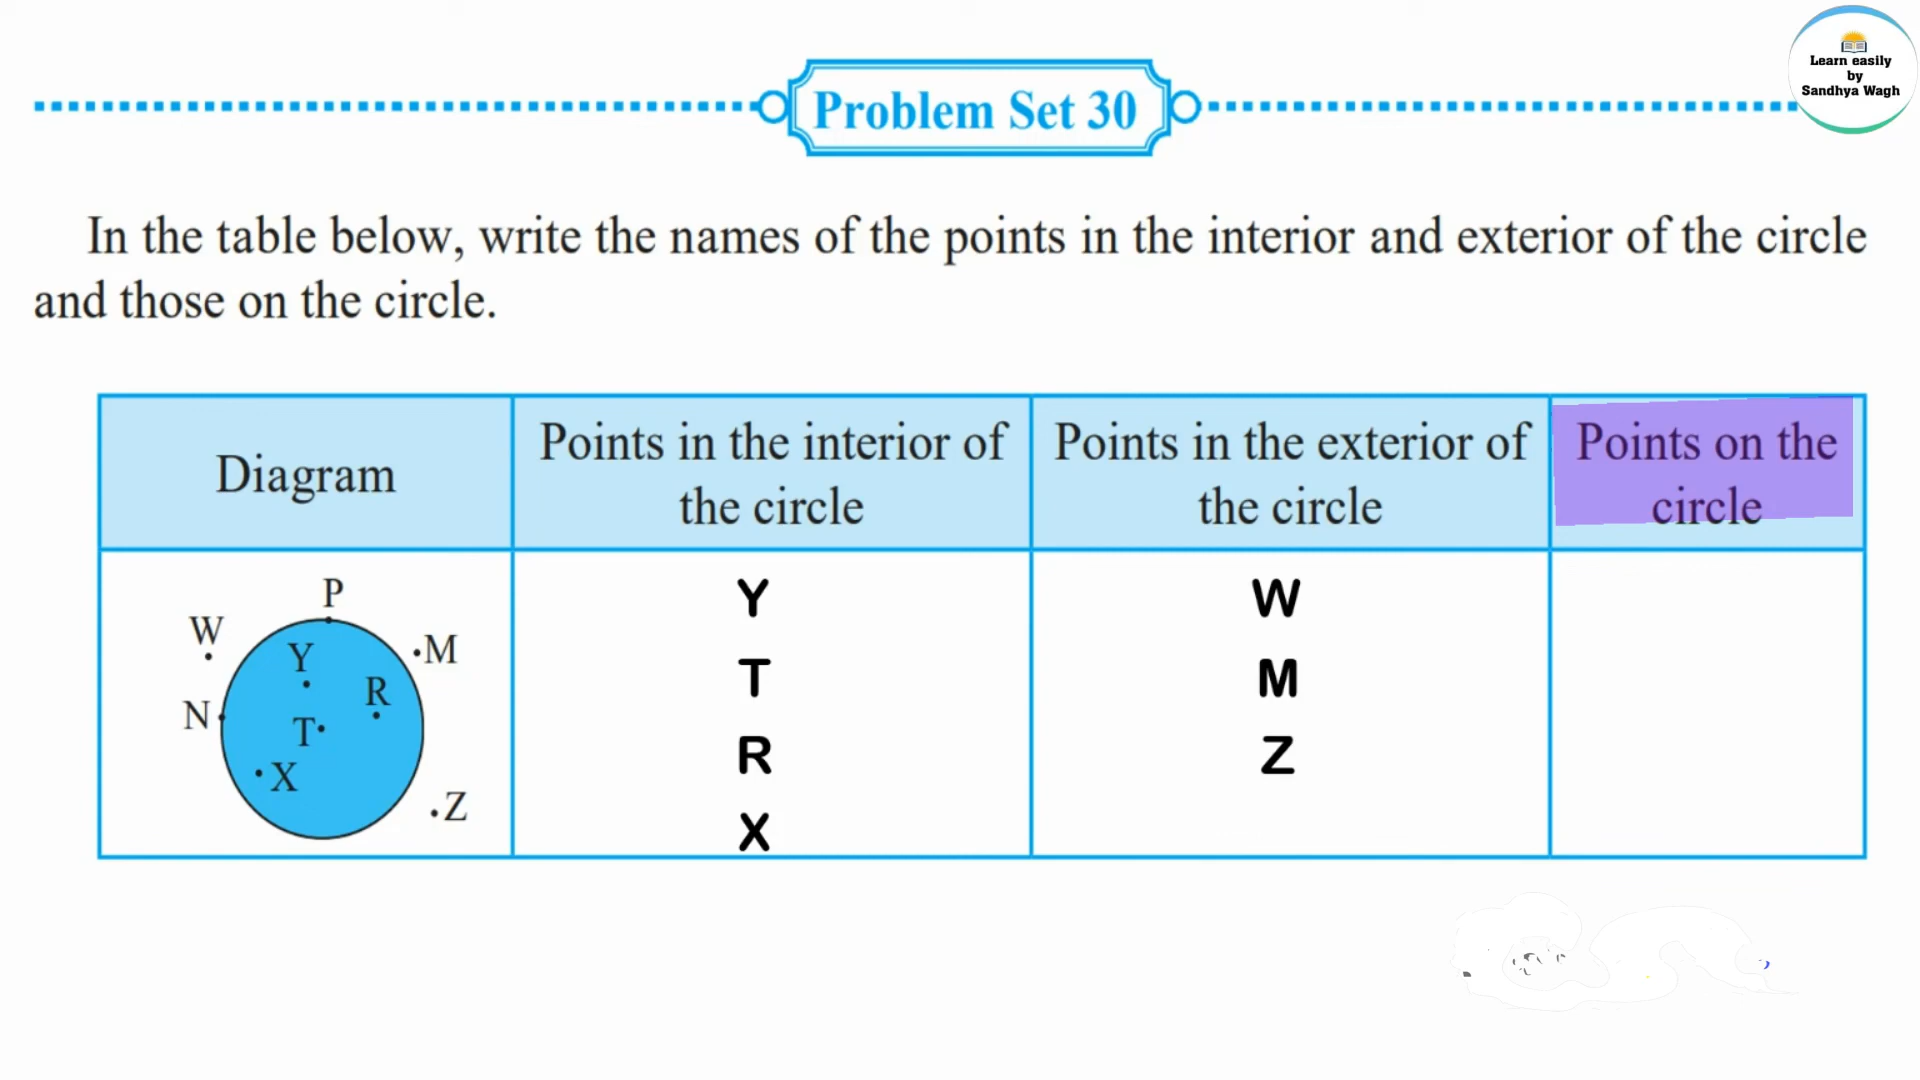 Learn easily
by
Sandhya Wagh
Problem Set 30
In the table below, write the names of the points in the interior and exterior of the circle
and those on the circle.
Diagram
Points in the interior of
the circle
Points in the exterior of
the circle
Points on the
circle
P
W
Y
M
R
N
T
X
Z
Y
T
R
X
W
M
Z